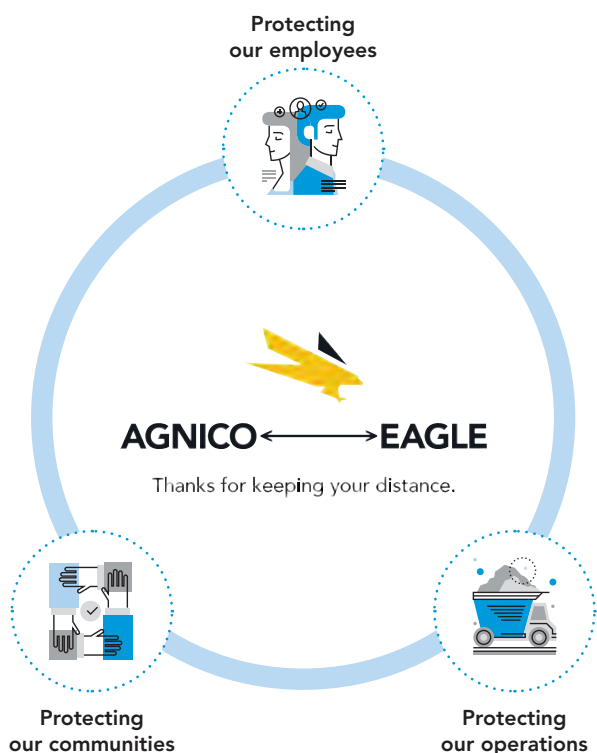 Protecting
our employees
AGNICO EAGLE
Thanks for keeping your distance.
Protecting
our communities
Protecting
our operations